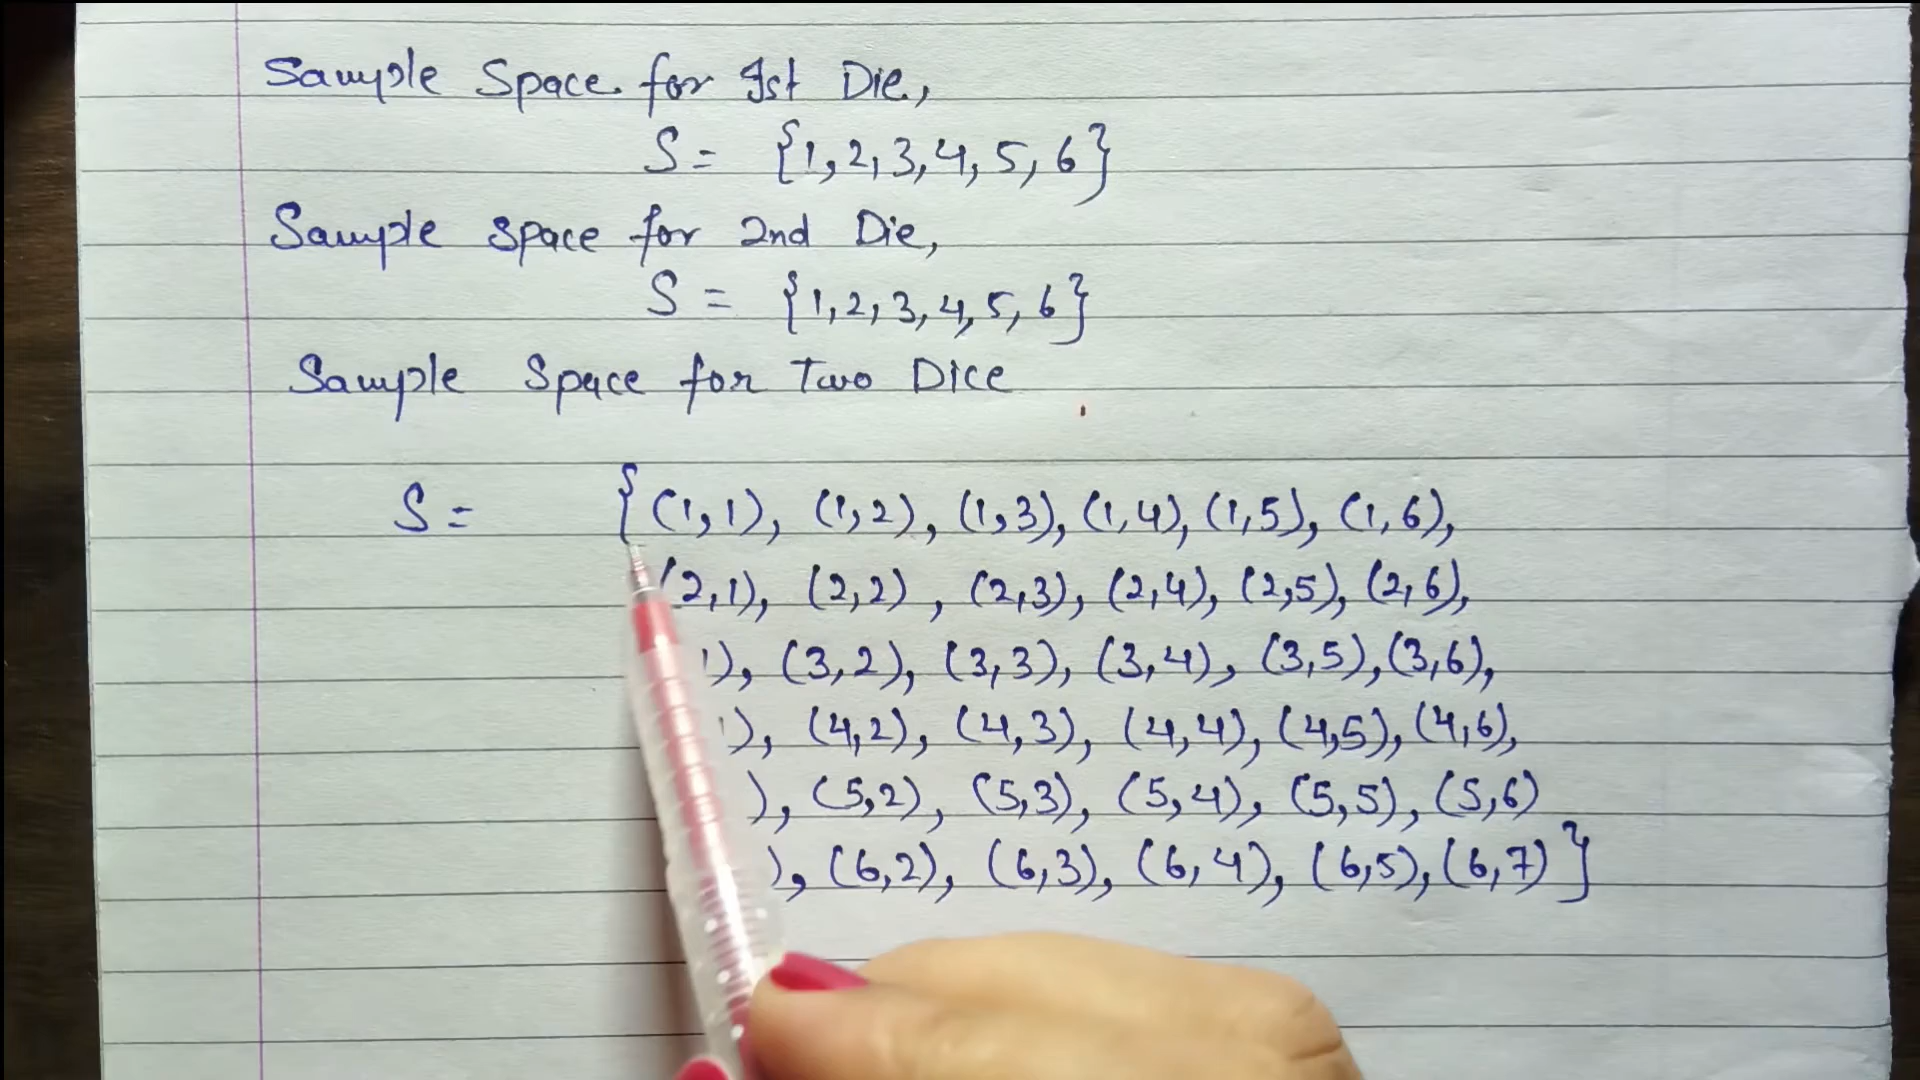 Sample Space for 1st Die,
S = {1,2,3,4,5,6}
Sample space for 2nd Die,
S = {1,2,3,4,5,6}
Sample Space for Two Dice
S = {(1,1), (1,2), (1,3), (1,4), (1,5), (1,6),
(2,1), (2,2), (2,3), (2,4), (2,5), (2,6),
1), (3,2), (3,3), (3,4), (3,5), (3,6),
1), (4,2), (4,3), (4,4), (4,5), (4,6),
), (5,2), (5,3), (5,4), (5,5), (5,6)
), (6,2), (6,3), (6,4), (6,5), (6,7)}